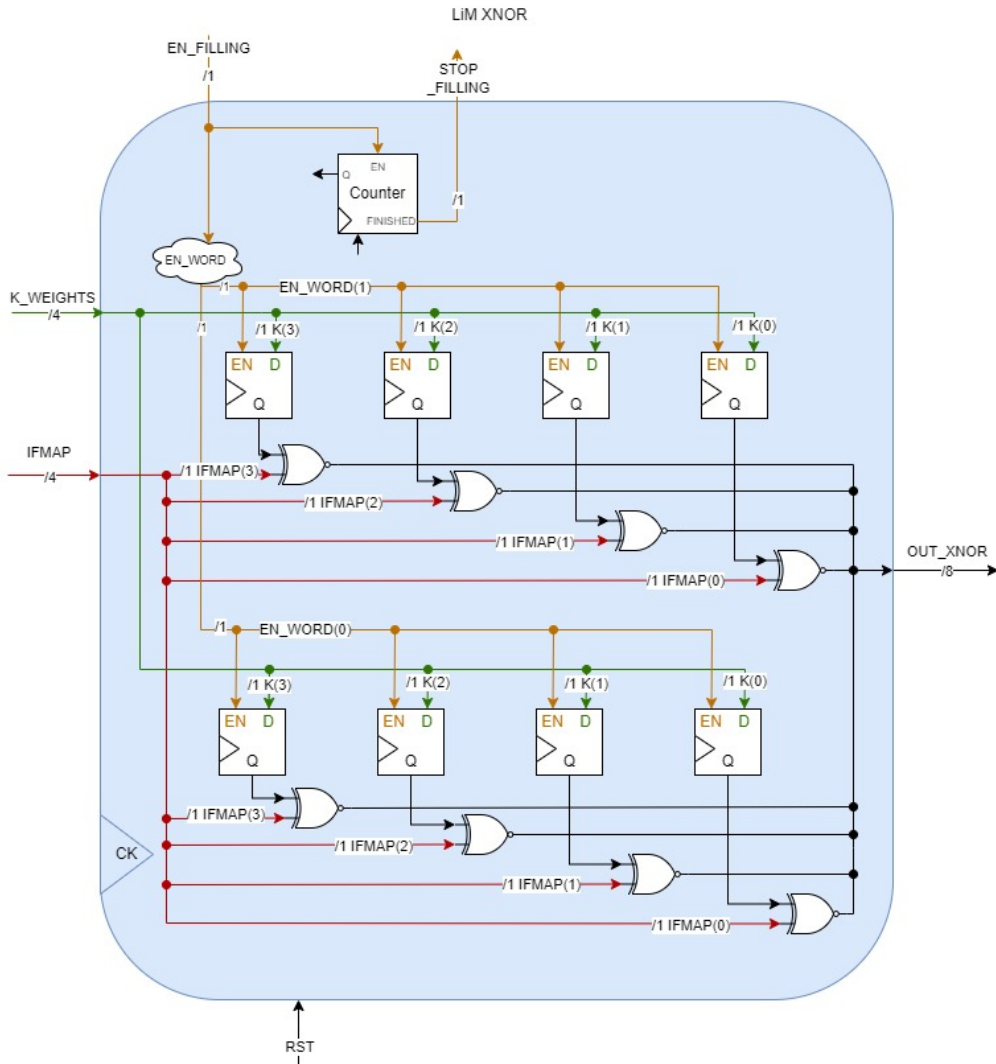 LiM XNOR
EN_FILLING
/1
STOP
_FILLING
EN
Q
Counter
FINISHED
/1
EN_WORD
/1
EN_WORD(1)
K_WEIGHTS
/4
/1
/1 K(3)
/1 K(2)
/1 K(1)
/1 K(0)
EN D
EN D
EN D
EN D
Q
Q
Q
Q
IFMAP
/4
/1 IFMAP(3)
/1 IFMAP(2)
/1 IFMAP(1)
/1 IFMAP(0)
OUT_XNOR
/8
/1
EN_WORD(0)
/1 K(3)
/1 K(2)
/1 K(1)
/1 K(0)
EN D
EN D
EN D
EN D
Q
Q
Q
Q
/1 IFMAP(3)
/1 IFMAP(2)
/1 IFMAP(1)
/1 IFMAP(0)
CK
RST